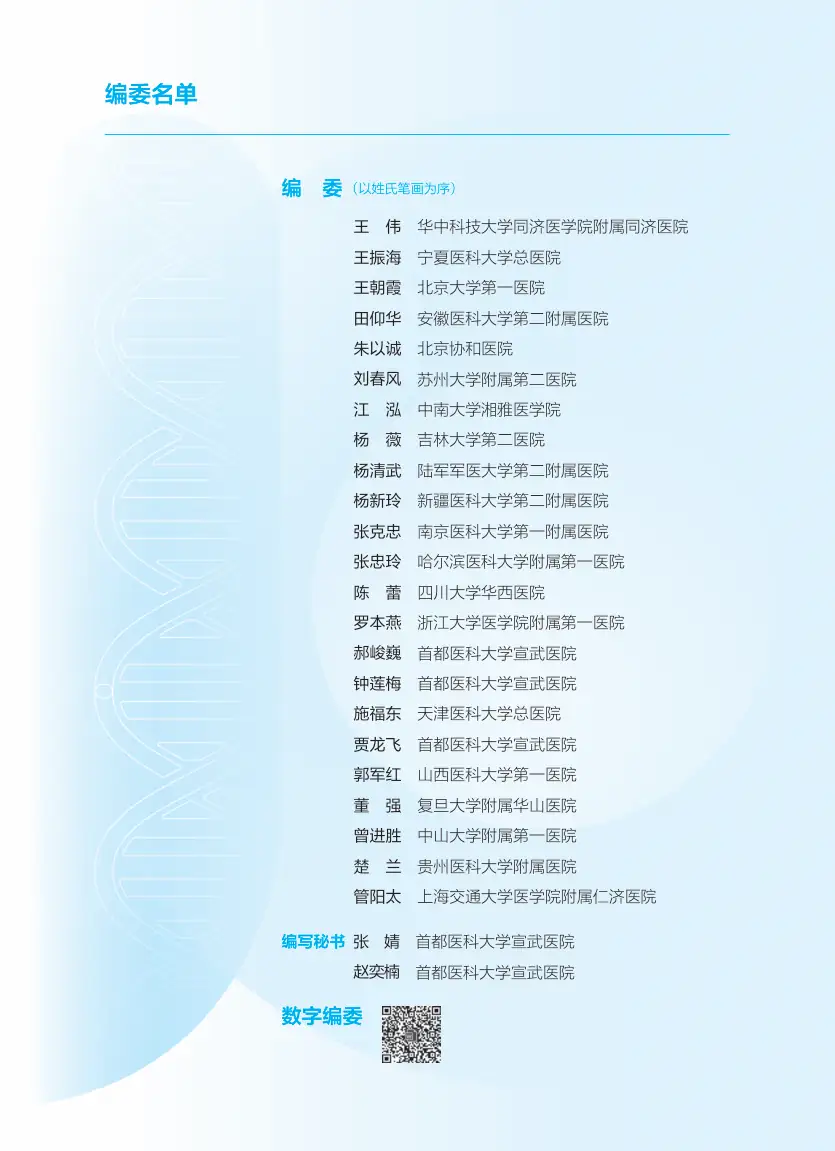 编委名单
编　委（以姓氏笔画为序）
王　伟　华中科技大学同济医学院附属同济医院
王振海　宁夏医科大学总医院
王朝霞　北京大学第一医院
田仰华　安徽医科大学第二附属医院
朱以诚　北京协和医院
刘春风　苏州大学附属第二医院
江　泓　中南大学湘雅医学院
杨　薇　吉林大学第二医院
杨清武　陆军军医大学第二附属医院
杨新玲　新疆医科大学第二附属医院
张克忠　南京医科大学第一附属医院
张忠玲　哈尔滨医科大学附属第一医院
陈　蕾　四川大学华西医院
罗本燕　浙江大学医学院附属第一医院
郝峻巍　首都医科大学宣武医院
钟莲梅　首都医科大学宣武医院
施福东　天津医科大学总医院
贾龙飞　首都医科大学宣武医院
郭军红　山西医科大学第一医院
董　强　复旦大学附属华山医院
曾进胜　中山大学附属第一医院
楚　兰　贵州医科大学附属医院
管阳太　上海交通大学医学院附属仁济医院
编写秘书 张　婧　首都医科大学宣武医院
赵奕楠　首都医科大学宣武医院
数字编委